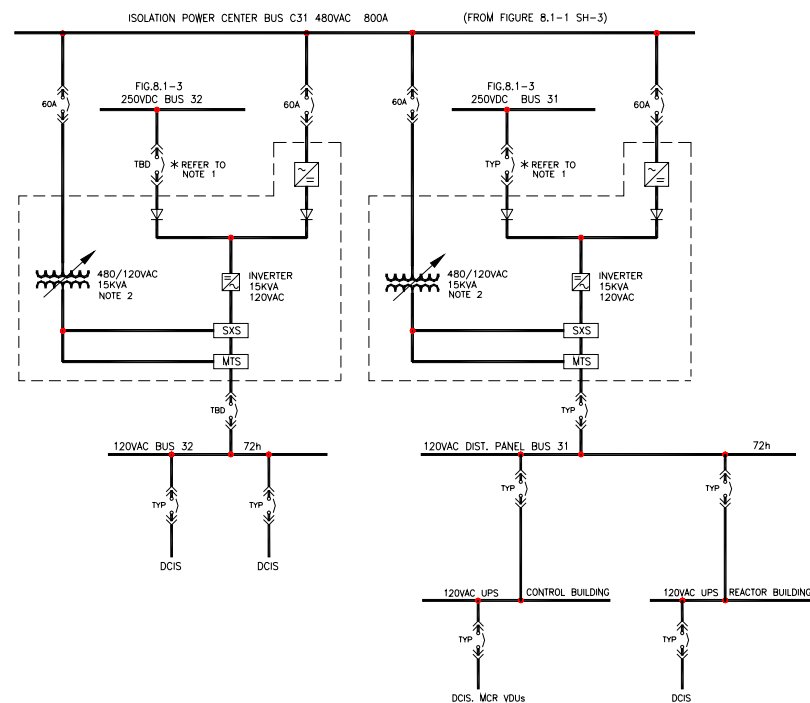 ISOLATION POWER CENTER BUS C31 480VAC 800A (FROM FIGURE 8.1-1 SH-3)
60A
FIG.8.1-3
250VDC BUS 32
60A
60A
FIG.8.1-3
250VDC BUS 31
60A
TBD
* REFER TO
NOTE 1
TYP
* REFER TO
NOTE 1
480/120VAC
15KVA
NOTE 2
INVERTER
15KVA
120VAC
480/120VAC
15KVA
NOTE 2
INVERTER
15KVA
120VAC
SXS
SXS
MTS
MTS
TBD
TYP
120VAC BUS 32 72h
120VAC DIST. PANEL BUS 31 72h
TYP
TYP
TYP
TYP
DCIS
DCIS
120VAC UPS CONTROL BUILDING
120VAC UPS REACTOR BUILDING
TYP
TYP
DCIS. MCR VDUs
DCIS